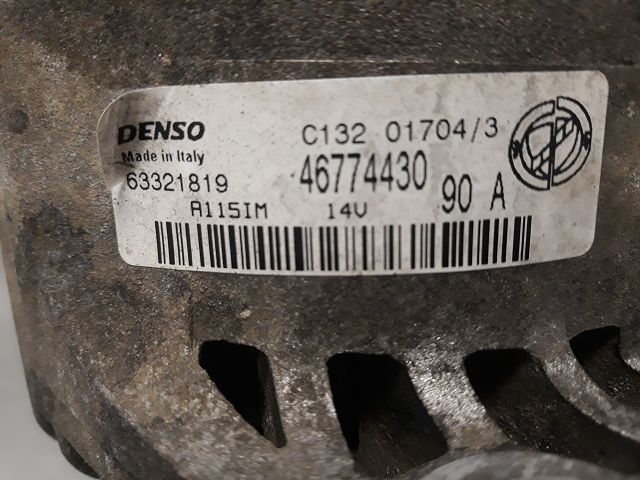 DENSO C132 01704/3
Made in Italy
63321819 46774430
A115IM 14V 90 A